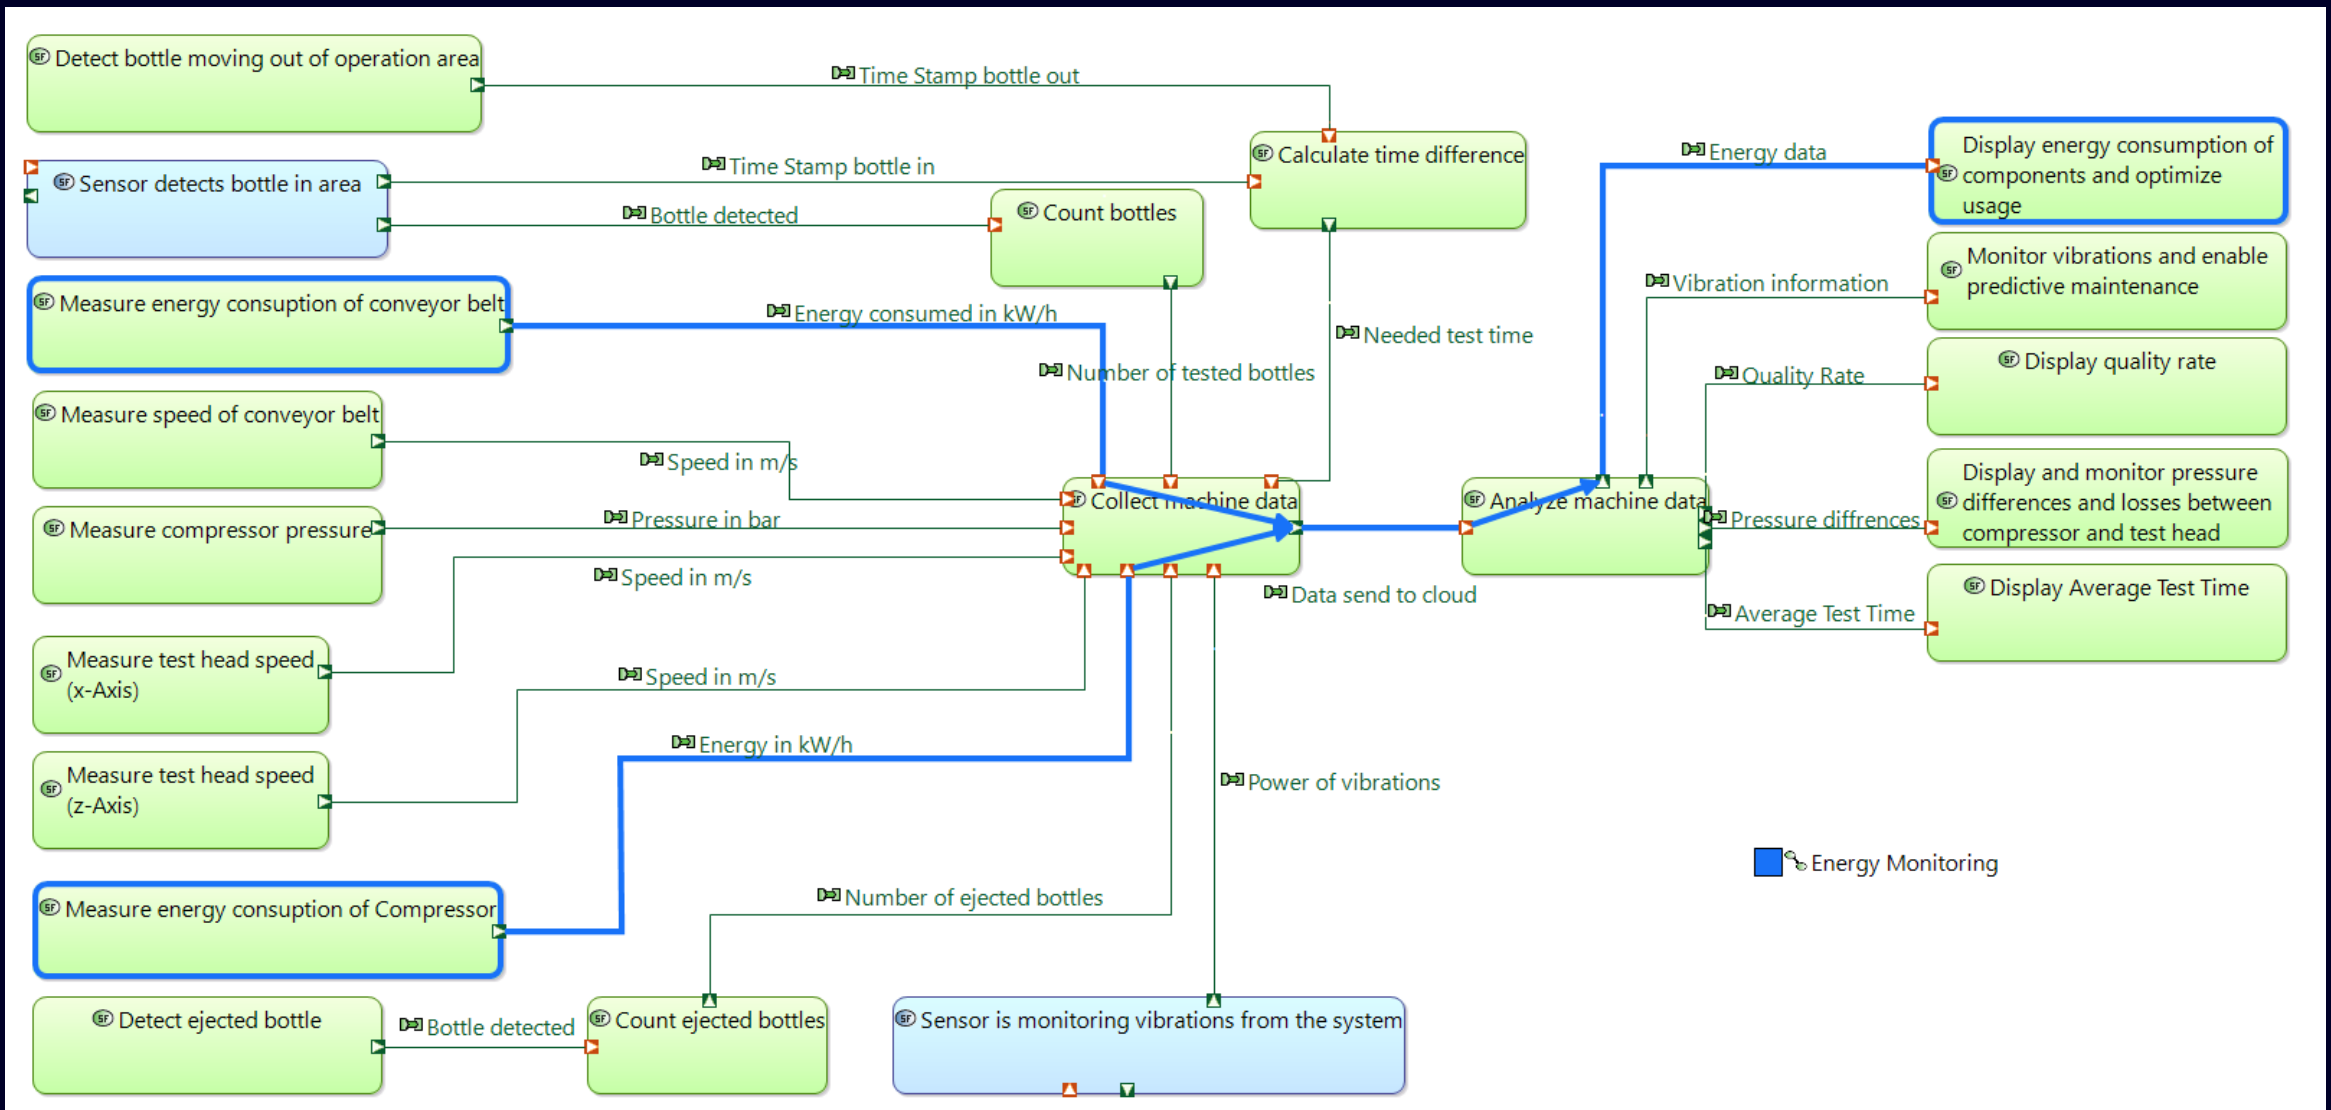 Detect bottle moving out of operation area
Time Stamp bottle out
Calculate time difference
Sensor detects bottle in area
Time Stamp bottle in
Bottle detected
Count bottles
Energy data
Display energy consumption of
components and optimize
usage
Measure energy consuption of conveyor belt
Energy consumed in kW/h
Number of tested bottles
Needed test time
Vibration information
Monitor vibrations and enable
predictive maintenance
Quality Rate
Display quality rate
Measure speed of conveyor belt
Speed in m/s
Collect machine data
Analyze machine data
Measure compressor pressure
Pressure in bar
Pressure diffrences
Display and monitor pressure
differences and losses between
compressor and test head
Speed in m/s
Data send to cloud
Average Test Time
Display Average Test Time
Measure test head speed
(x-Axis)
Speed in m/s
Measure test head speed
(z-Axis)
Energy in kW/h
Power of vibrations
Energy Monitoring
Measure energy consuption of Compressor
Number of ejected bottles
Detect ejected bottle
Bottle detected
Count ejected bottles
Sensor is monitoring vibrations from the system